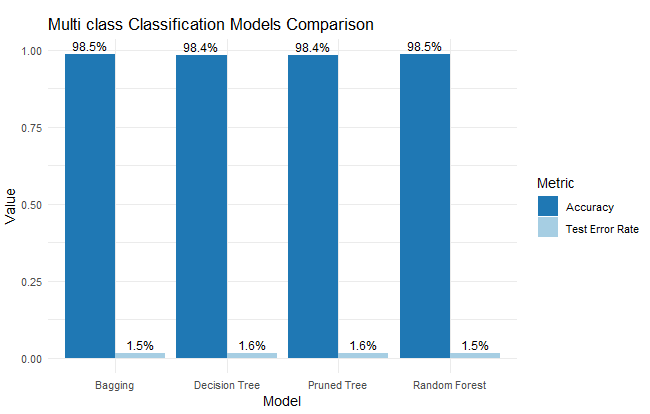 Multi class Classification Models Comparison
1.00
0.75
0.50
0.25
0.00
Value
98.5%
1.5%
98.4%
1.6%
98.4%
1.6%
98.5%
1.5%
Bagging
Decision Tree
Pruned Tree
Random Forest
Model
Metric
Accuracy
Test Error Rate